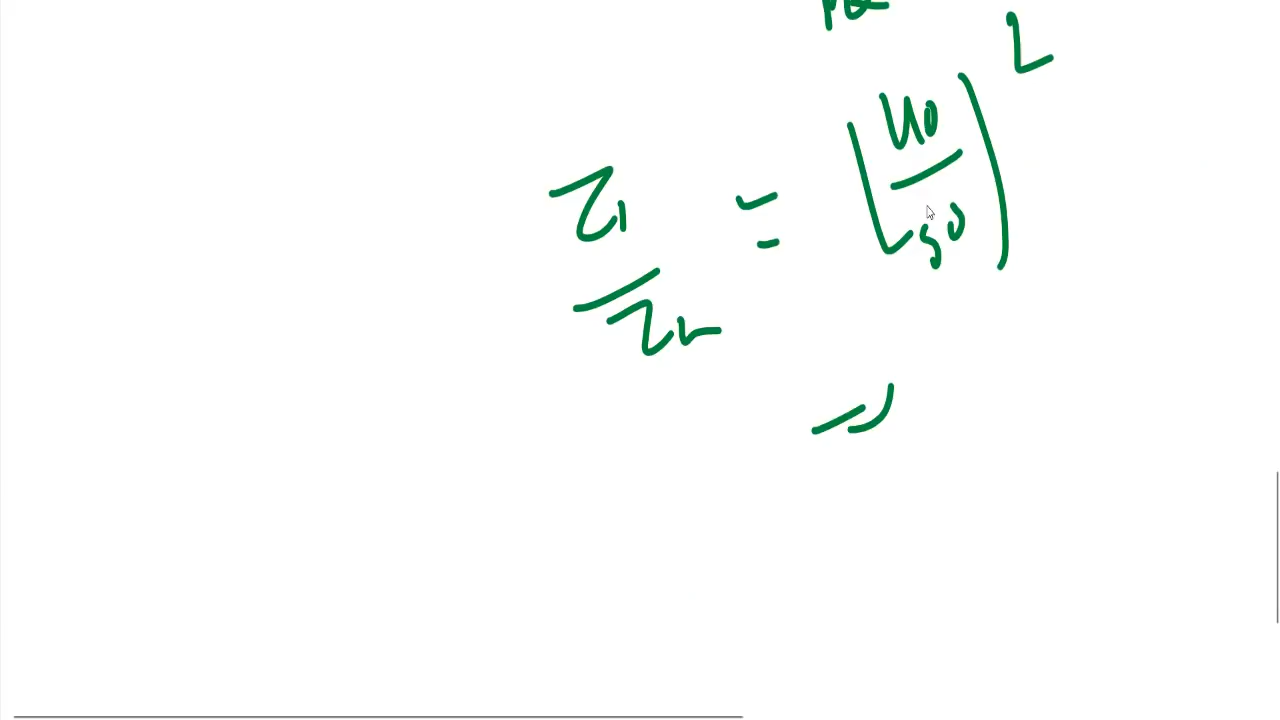 Z1 / Z2 = (40 / 50)^2